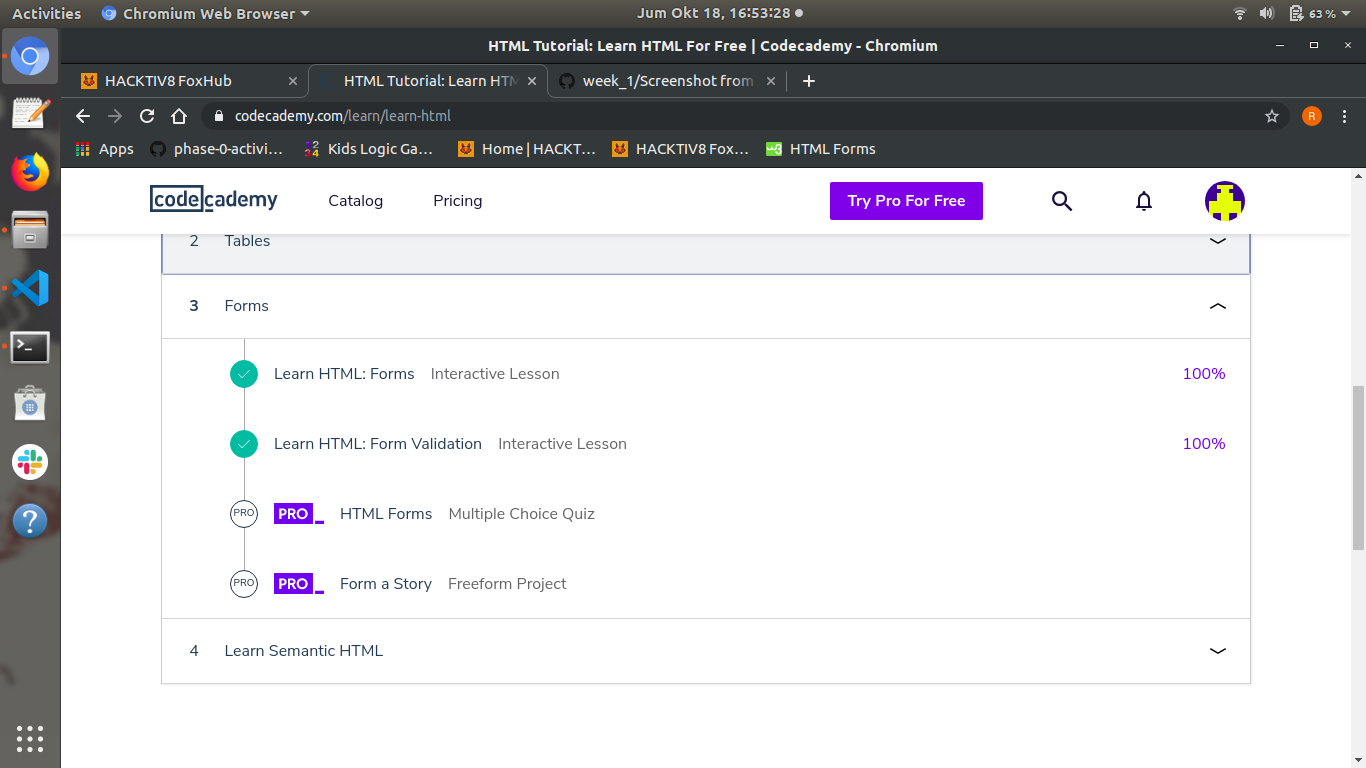 Activities Chromium Web Browser Jum Okt 18, 16:53:28 63 %
HTML Tutorial: Learn HTML For Free | Codecademy - Chromium
HACKTIV8 FoxHub HTML Tutorial: Learn HTM week_1/Screenshot from
codecademy.com/learn/learn-html R
Apps phase-0-activi... Kids Logic Ga... Home | HACKT... HACKTIV8 Fox... HTML Forms
codecademy Catalog Pricing Try Pro For Free
2 Tables
3 Forms
Learn HTML: Forms Interactive Lesson 100%
Learn HTML: Form Validation Interactive Lesson 100%
PRO PRO_ HTML Forms Multiple Choice Quiz
PRO PRO_ Form a Story Freeform Project
4 Learn Semantic HTML